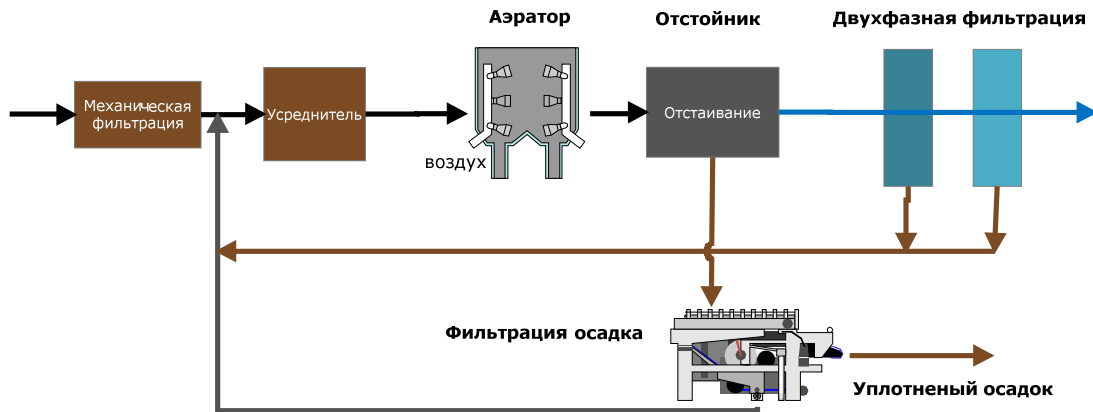 Аэратор
Отстойник
Двухфазная фильтрация
Механическая
фильтрация
Усреднитель
Отстаивание
воздух
Фильтрация осадка
Уплотненый осадок